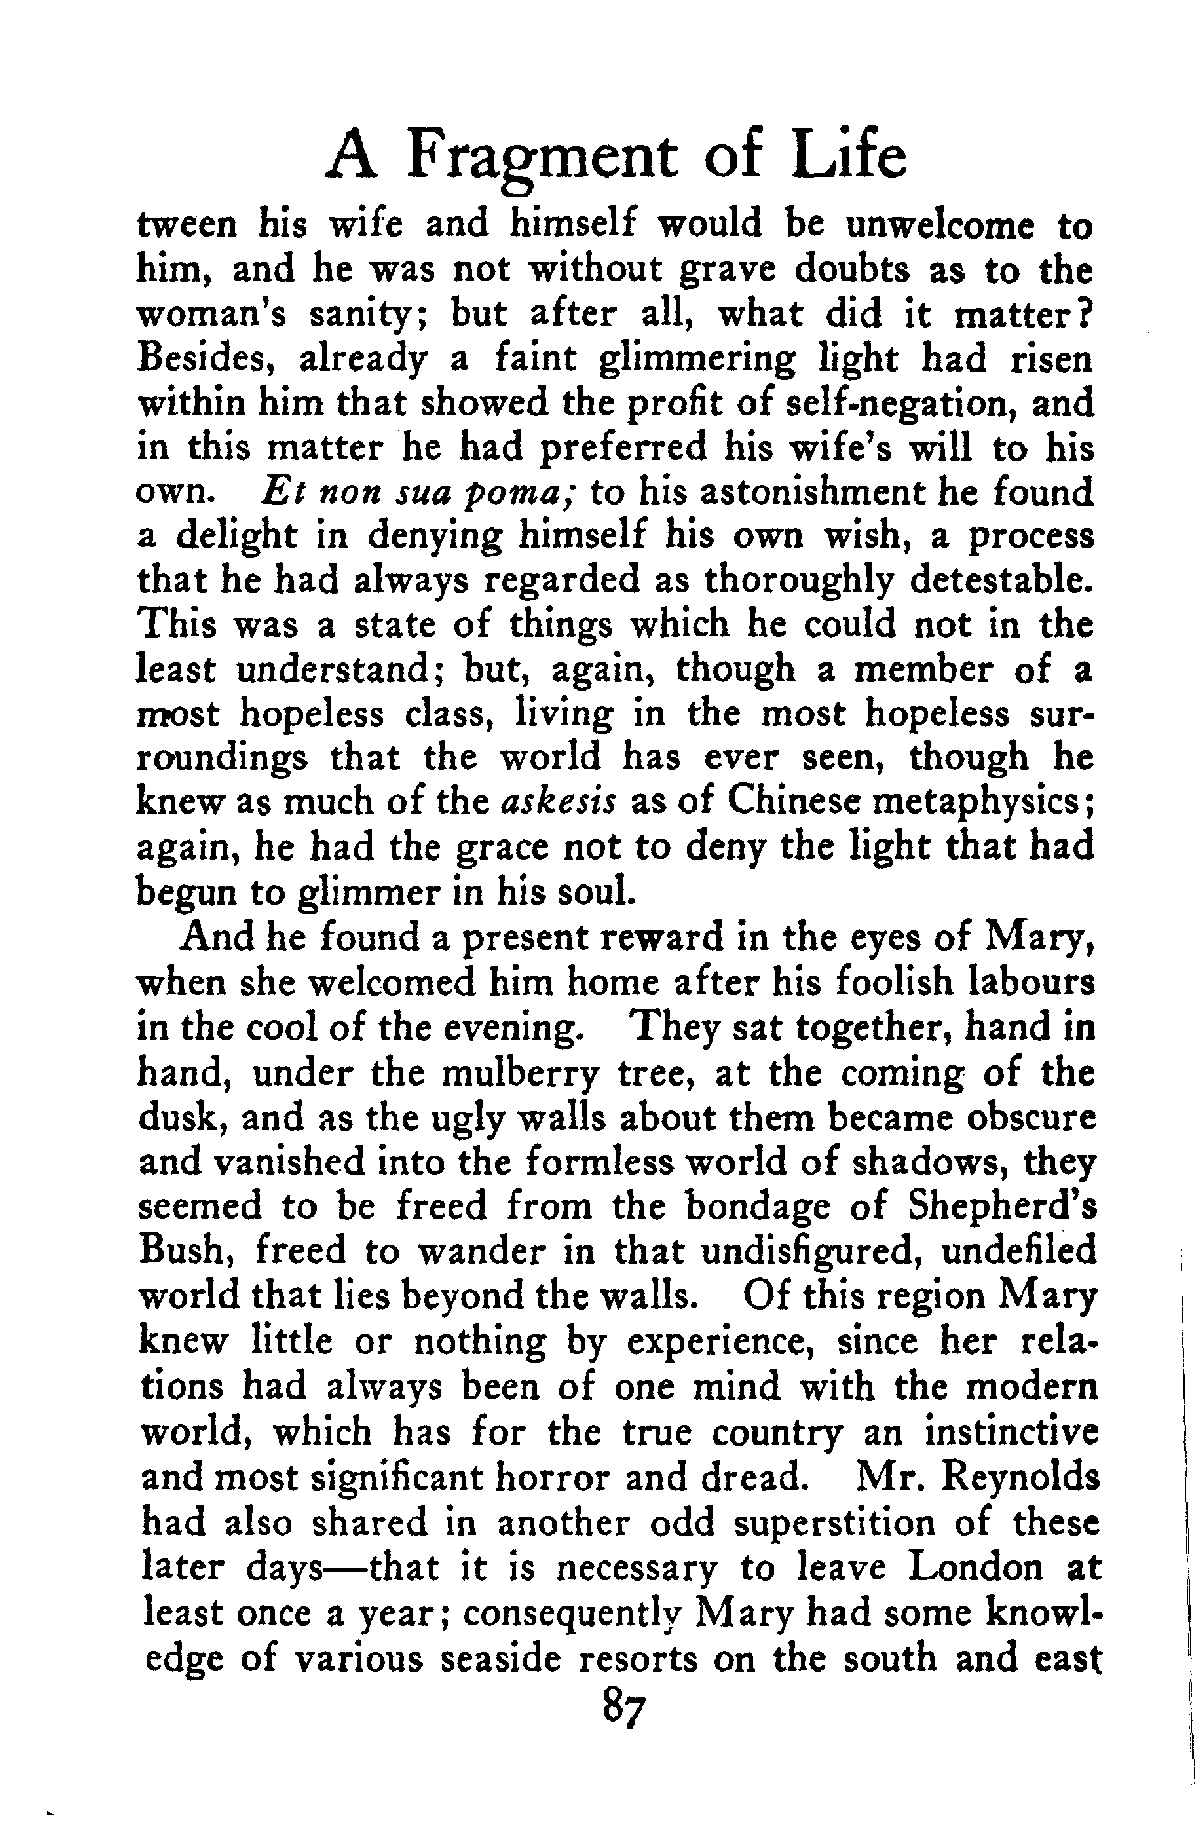 A Fragment of Life
tween his wife and himself would be unwelcome to
him, and he was not without grave doubts as to the
woman's sanity; but after all, what did it matter?
Besides, already a faint glimmering light had risen
within him that showed the profit of self-negation, and
in this matter he had preferred his wife's will to his
own. Et non sua poma; to his astonishment he found
a delight in denying himself his own wish, a process
that he had always regarded as thoroughly detestable.
This was a state of things which he could not in the
least understand; but, again, though a member of a
most hopeless class, living in the most hopeless sur-
roundings that the world has ever seen, though he
knew as much of the askesis as of Chinese metaphysics;
again, he had the grace not to deny the light that had
begun to glimmer in his soul.
And he found a present reward in the eyes of Mary,
when she welcomed him home after his foolish labours
in the cool of the evening. They sat together, hand in
hand, under the mulberry tree, at the coming of the
dusk, and as the ugly walls about them became obscure
and vanished into the formless world of shadows, they
seemed to be freed from the bondage of Shepherd's
Bush, freed to wander in that undisfigured, undefiled
world that lies beyond the walls. Of this region Mary
knew little or nothing by experience, since her rela-
tions had always been of one mind with the modern
world, which has for the true country an instinctive
and most significant horror and dread. Mr. Reynolds
had also shared in another odd superstition of these
later days—that it is necessary to leave London at
least once a year; consequently Mary had some knowl-
edge of various seaside resorts on the south and east
87